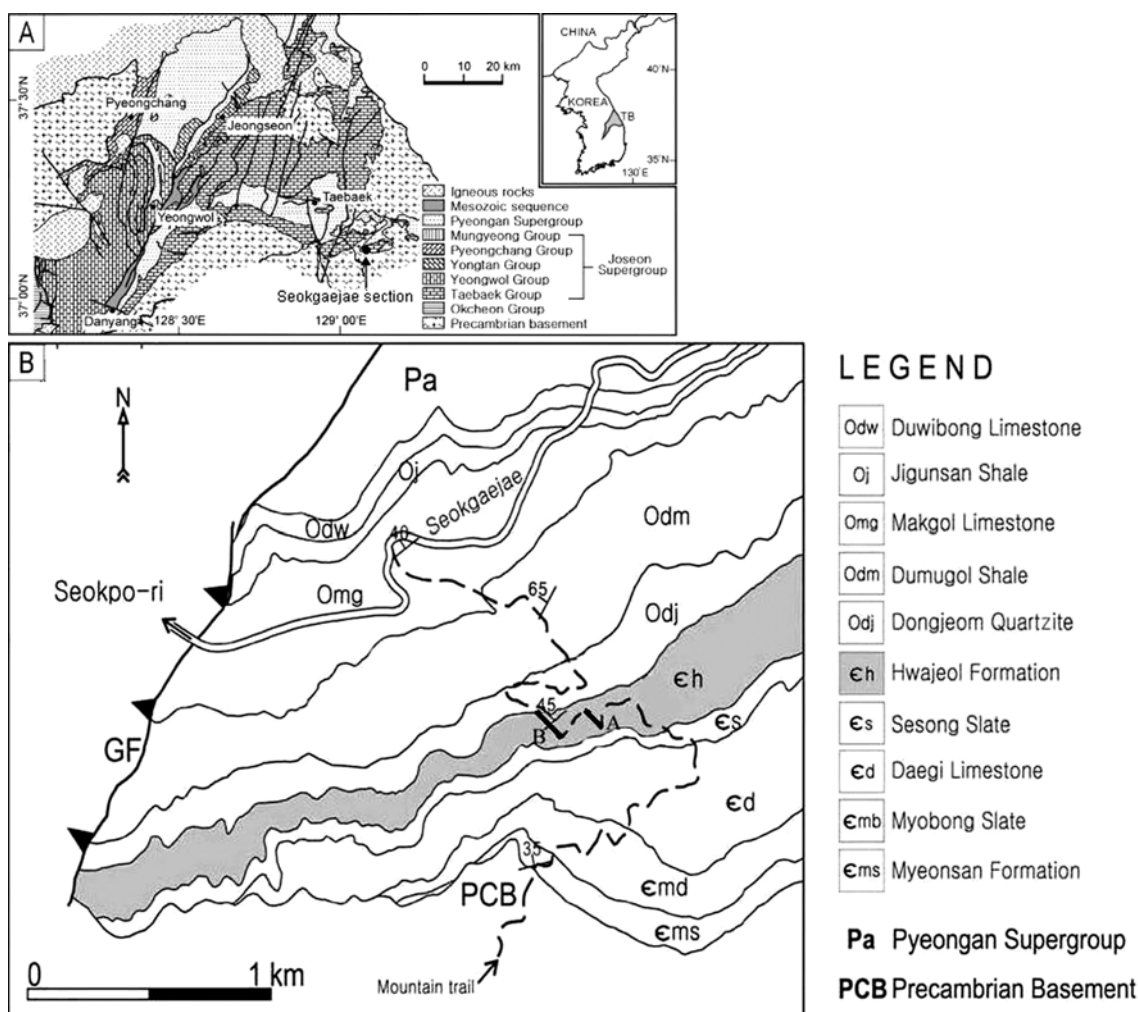 A
37°30'N
37°00'N
Pyeongchang
Jeongseon
Taebaek
Yeongwol
Danyang
128°30'E
129°00'E
Seokgaejae section
0 10 20 km
Igneous rocks
Mesozoic sequence
Pyeongan Supergroup
Mungyeong Group
Pyeongchang Group
Yongtan Group
Yeongwol Group
Taebaek Group
Okcheon Group
Precambrian basement
Joseon
Supergroup
CHINA
40°N
KOREA
TB
35°N
130°E
B
N
Pa
Oj
Odw
40
Seokgaejae
Odm
Seokpo-ri
Omg
65
Odj
Єh
45
B
A
Єs
GF
Єd
35
PCB
Єmd
Єms
0 1 km
Mountain trail
LEGEND
Odw Duwibong Limestone
Oj Jigunsan Shale
Omg Makgol Limestone
Odm Dumugol Shale
Odj Dongjeom Quartzite
Єh Hwajeol Formation
Єs Sesong Slate
Єd Daegi Limestone
Єmb Myobong Slate
Єms Myeonsan Formation
Pa Pyeongan Supergroup
PCB Precambrian Basement